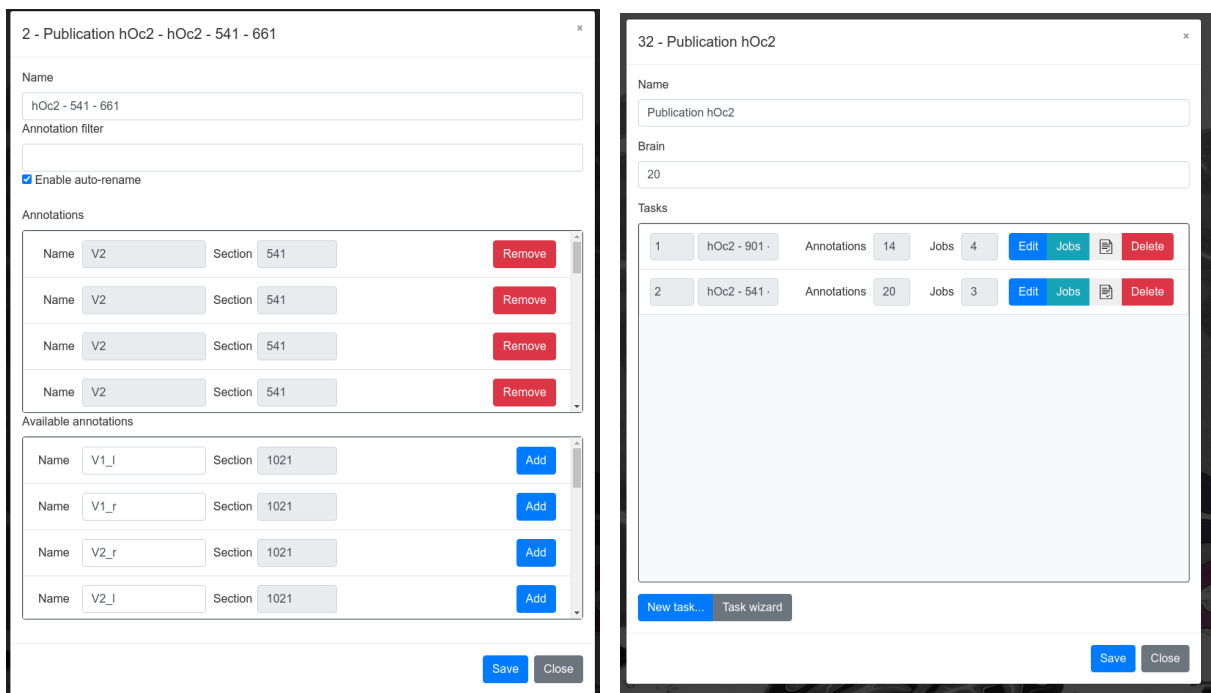 2 - Publication hOc2 - hOc2 - 541 - 661 ×
Name
hOc2 - 541 - 661
Annotation filter
Enable auto-rename
Annotations
Name V2 Section 541 Remove
Name V2 Section 541 Remove
Name V2 Section 541 Remove
Name V2 Section 541 Remove
Available annotations
Name V1_l Section 1021 Add
Name V1_r Section 1021 Add
Name V2_r Section 1021 Add
Name V2_l Section 1021 Add
Save Close
32 - Publication hOc2 ×
Name
Publication hOc2
Brain
20
Tasks
1 hOc2 - 901 - Annotations 14 Jobs 4 Edit Jobs Delete
2 hOc2 - 541 - Annotations 20 Jobs 3 Edit Jobs Delete
New task... Task wizard
Save Close